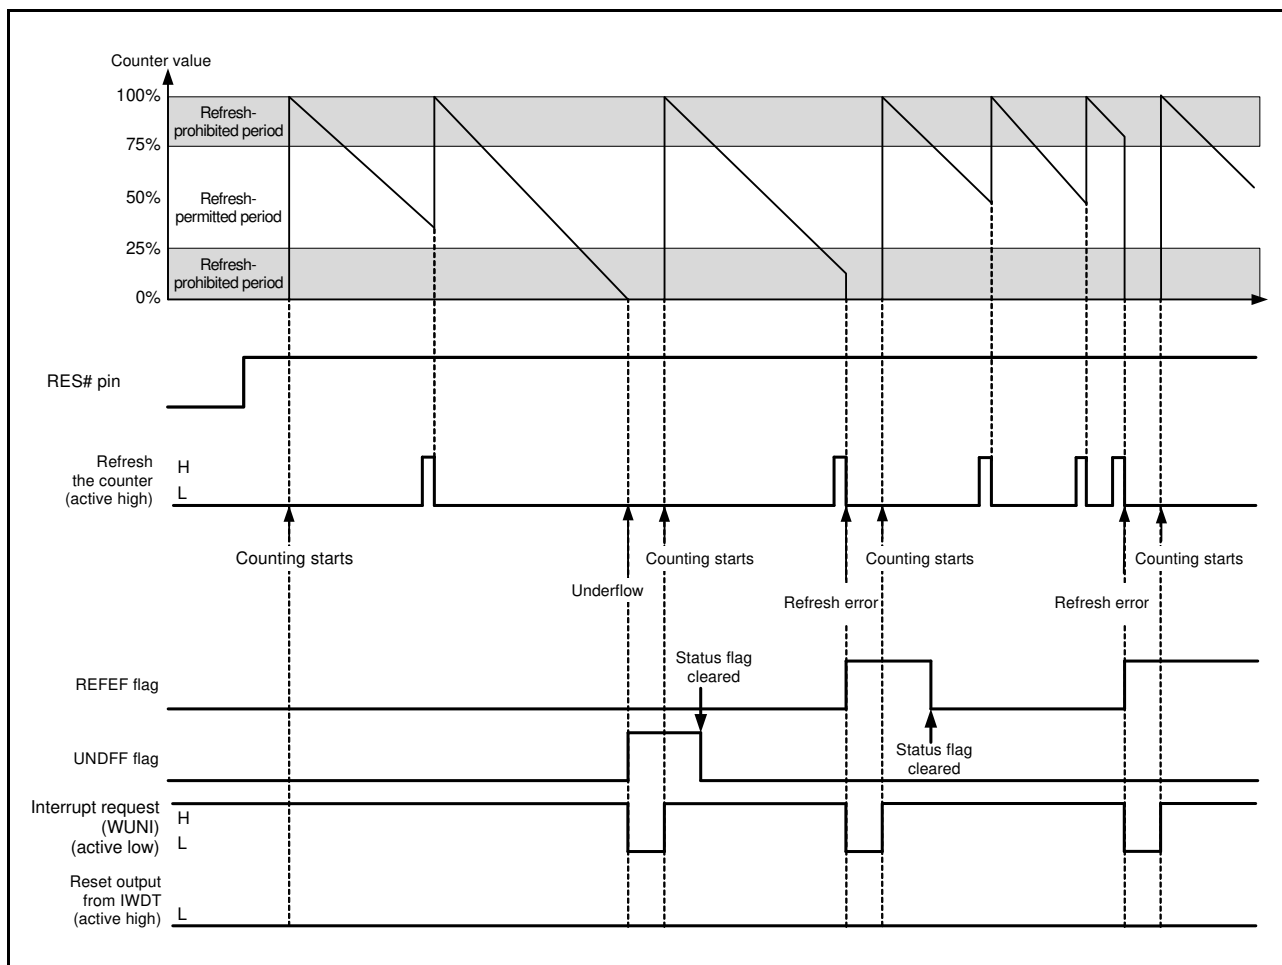 Counter value
100%
Refresh-
prohibited period
75%
50%
Refresh-
permitted period
25%
Refresh-
prohibited period
0%
RES# pin
Refresh
the counter
(active high)
H
L
Counting starts
Counting starts
Counting starts
Counting starts
Underflow
Refresh error
Refresh error
Status flag
cleared
REFEF flag
Status flag
cleared
UNDFF flag
Interrupt request
(WUNI)
(active low)
H
L
Reset output
from IWDT
(active high)
L